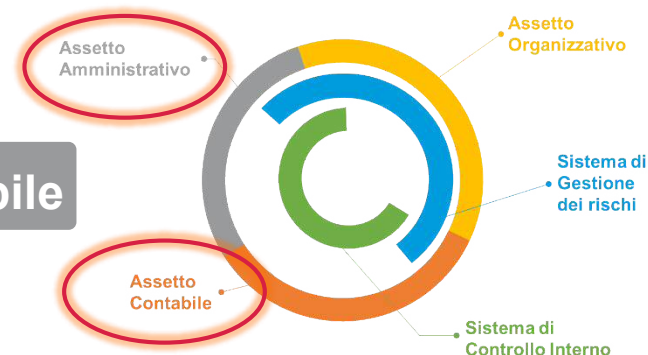 Assetto
Amministrativo
Assetto
Organizzativo
bile
Sistema di
Gestione
dei rischi
Assetto
Contabile
Sistema di
Controllo Interno